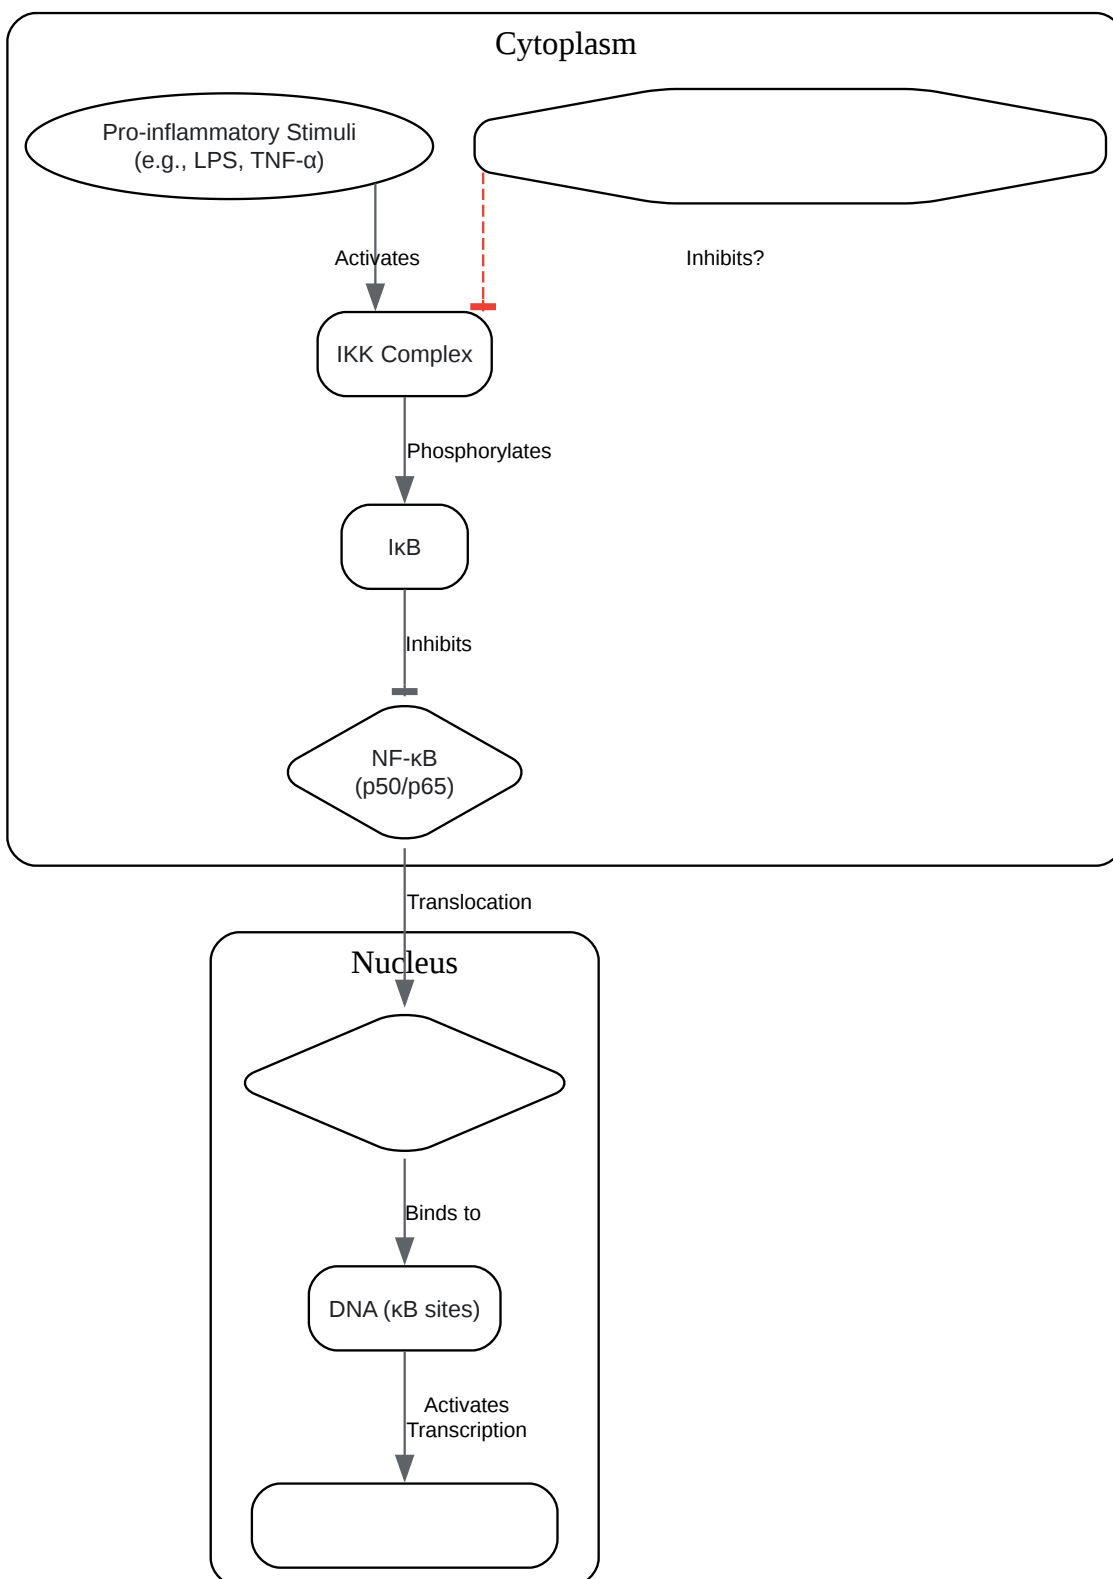 Cytoplasm
Pro-inflammatory Stimuli
(e.g., LPS, TNF-α)
Activates
Inhibits?
IKK Complex
Phosphorylates
IκB
Inhibits
NF-κB
(p50/p65)
Translocation
Nucleus
Binds to
DNA (κB sites)
Activates
Transcription